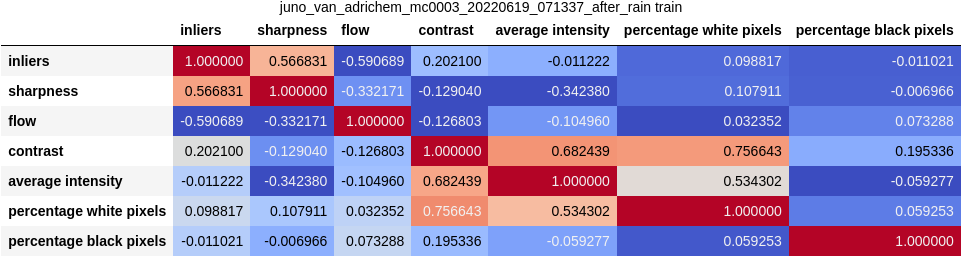 juno_van_adrichem_mc0003_20220619_071337_after_rain train
inliers sharpness flow contrast average intensity percentage white pixels percentage black pixels
inliers 1.000000 0.566831 -0.590689 0.202100 -0.011222 0.098817 -0.011021
sharpness 0.566831 1.000000 -0.332171 -0.129040 -0.342380 0.107911 -0.006966
flow -0.590689 -0.332171 1.000000 -0.126803 -0.104960 0.032352 0.073288
contrast 0.202100 -0.129040 -0.126803 1.000000 0.682439 0.756643 0.195336
average intensity -0.011222 -0.342380 -0.104960 0.682439 1.000000 0.534302 -0.059277
percentage white pixels 0.098817 0.107911 0.032352 0.756643 0.534302 1.000000 0.059253
percentage black pixels -0.011021 -0.006966 0.073288 0.195336 -0.059277 0.059253 1.000000